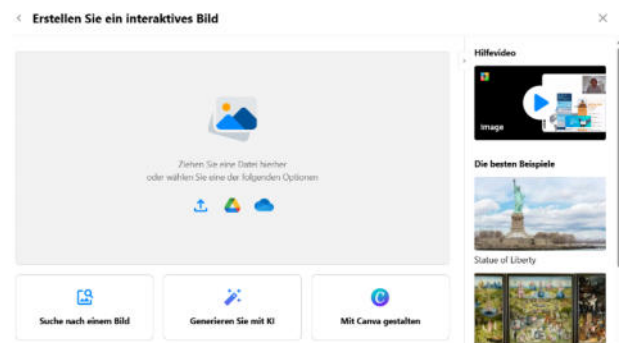 Erstellen Sie ein interaktives Bild
Ziehen Sie eine Datei hierher
oder wählen Sie eine der folgenden Optionen
Suche nach einem Bild
Generieren Sie mit KI
Mit Canva gestalten
Hilfevideo
Image
Die besten Beispiele
Statue of Liberty